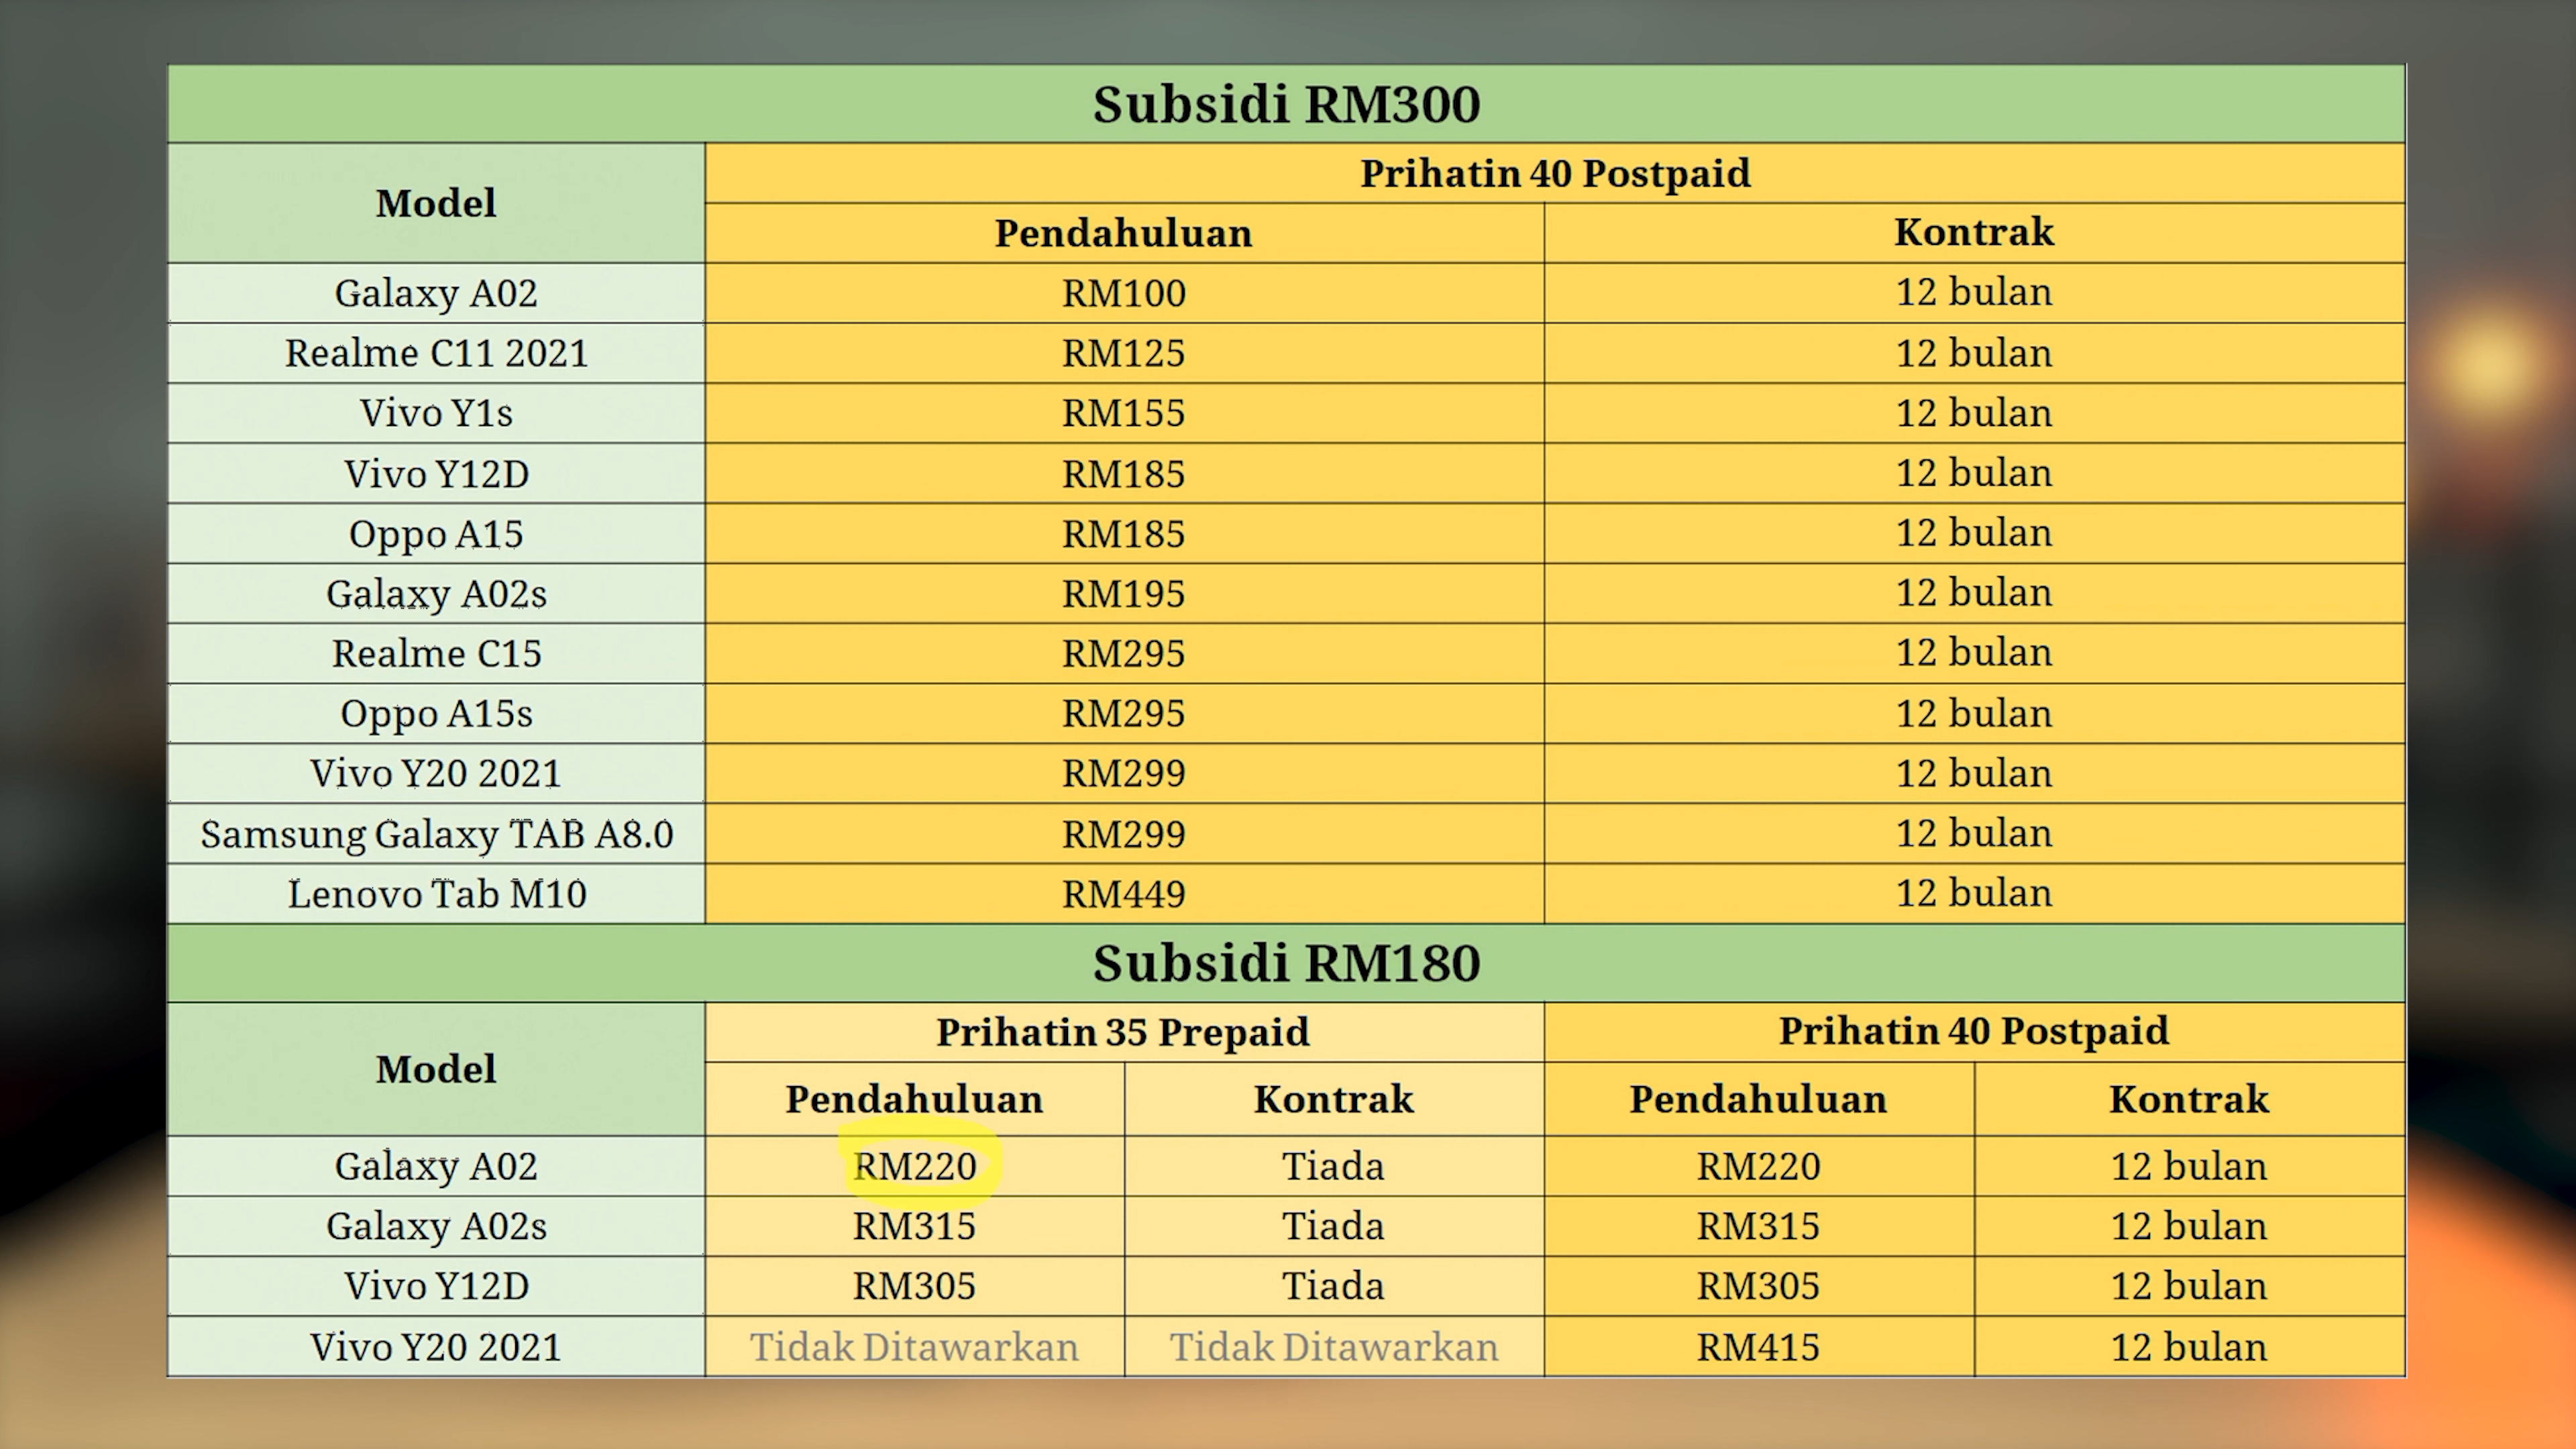 Subsidi RM300
Model
Prihatin 40 Postpaid
Pendahuluan Kontrak
Galaxy A02 RM100 12 bulan
Realme C11 2021 RM125 12 bulan
Vivo Y1s RM155 12 bulan
Vivo Y12D RM185 12 bulan
Oppo A15 RM185 12 bulan
Galaxy A02s RM195 12 bulan
Realme C15 RM295 12 bulan
Oppo A15s RM295 12 bulan
Vivo Y20 2021 RM299 12 bulan
Samsung Galaxy TAB A8.0 RM299 12 bulan
Lenovo Tab M10 RM449 12 bulan
Subsidi RM180
Model
Prihatin 35 Prepaid Prihatin 40 Postpaid
Pendahuluan Kontrak Pendahuluan Kontrak
Galaxy A02 RM220 Tiada RM220 12 bulan
Galaxy A02s RM315 Tiada RM315 12 bulan
Vivo Y12D RM305 Tiada RM305 12 bulan
Vivo Y20 2021 Tidak Ditawarkan Tidak Ditawarkan RM415 12 bulan